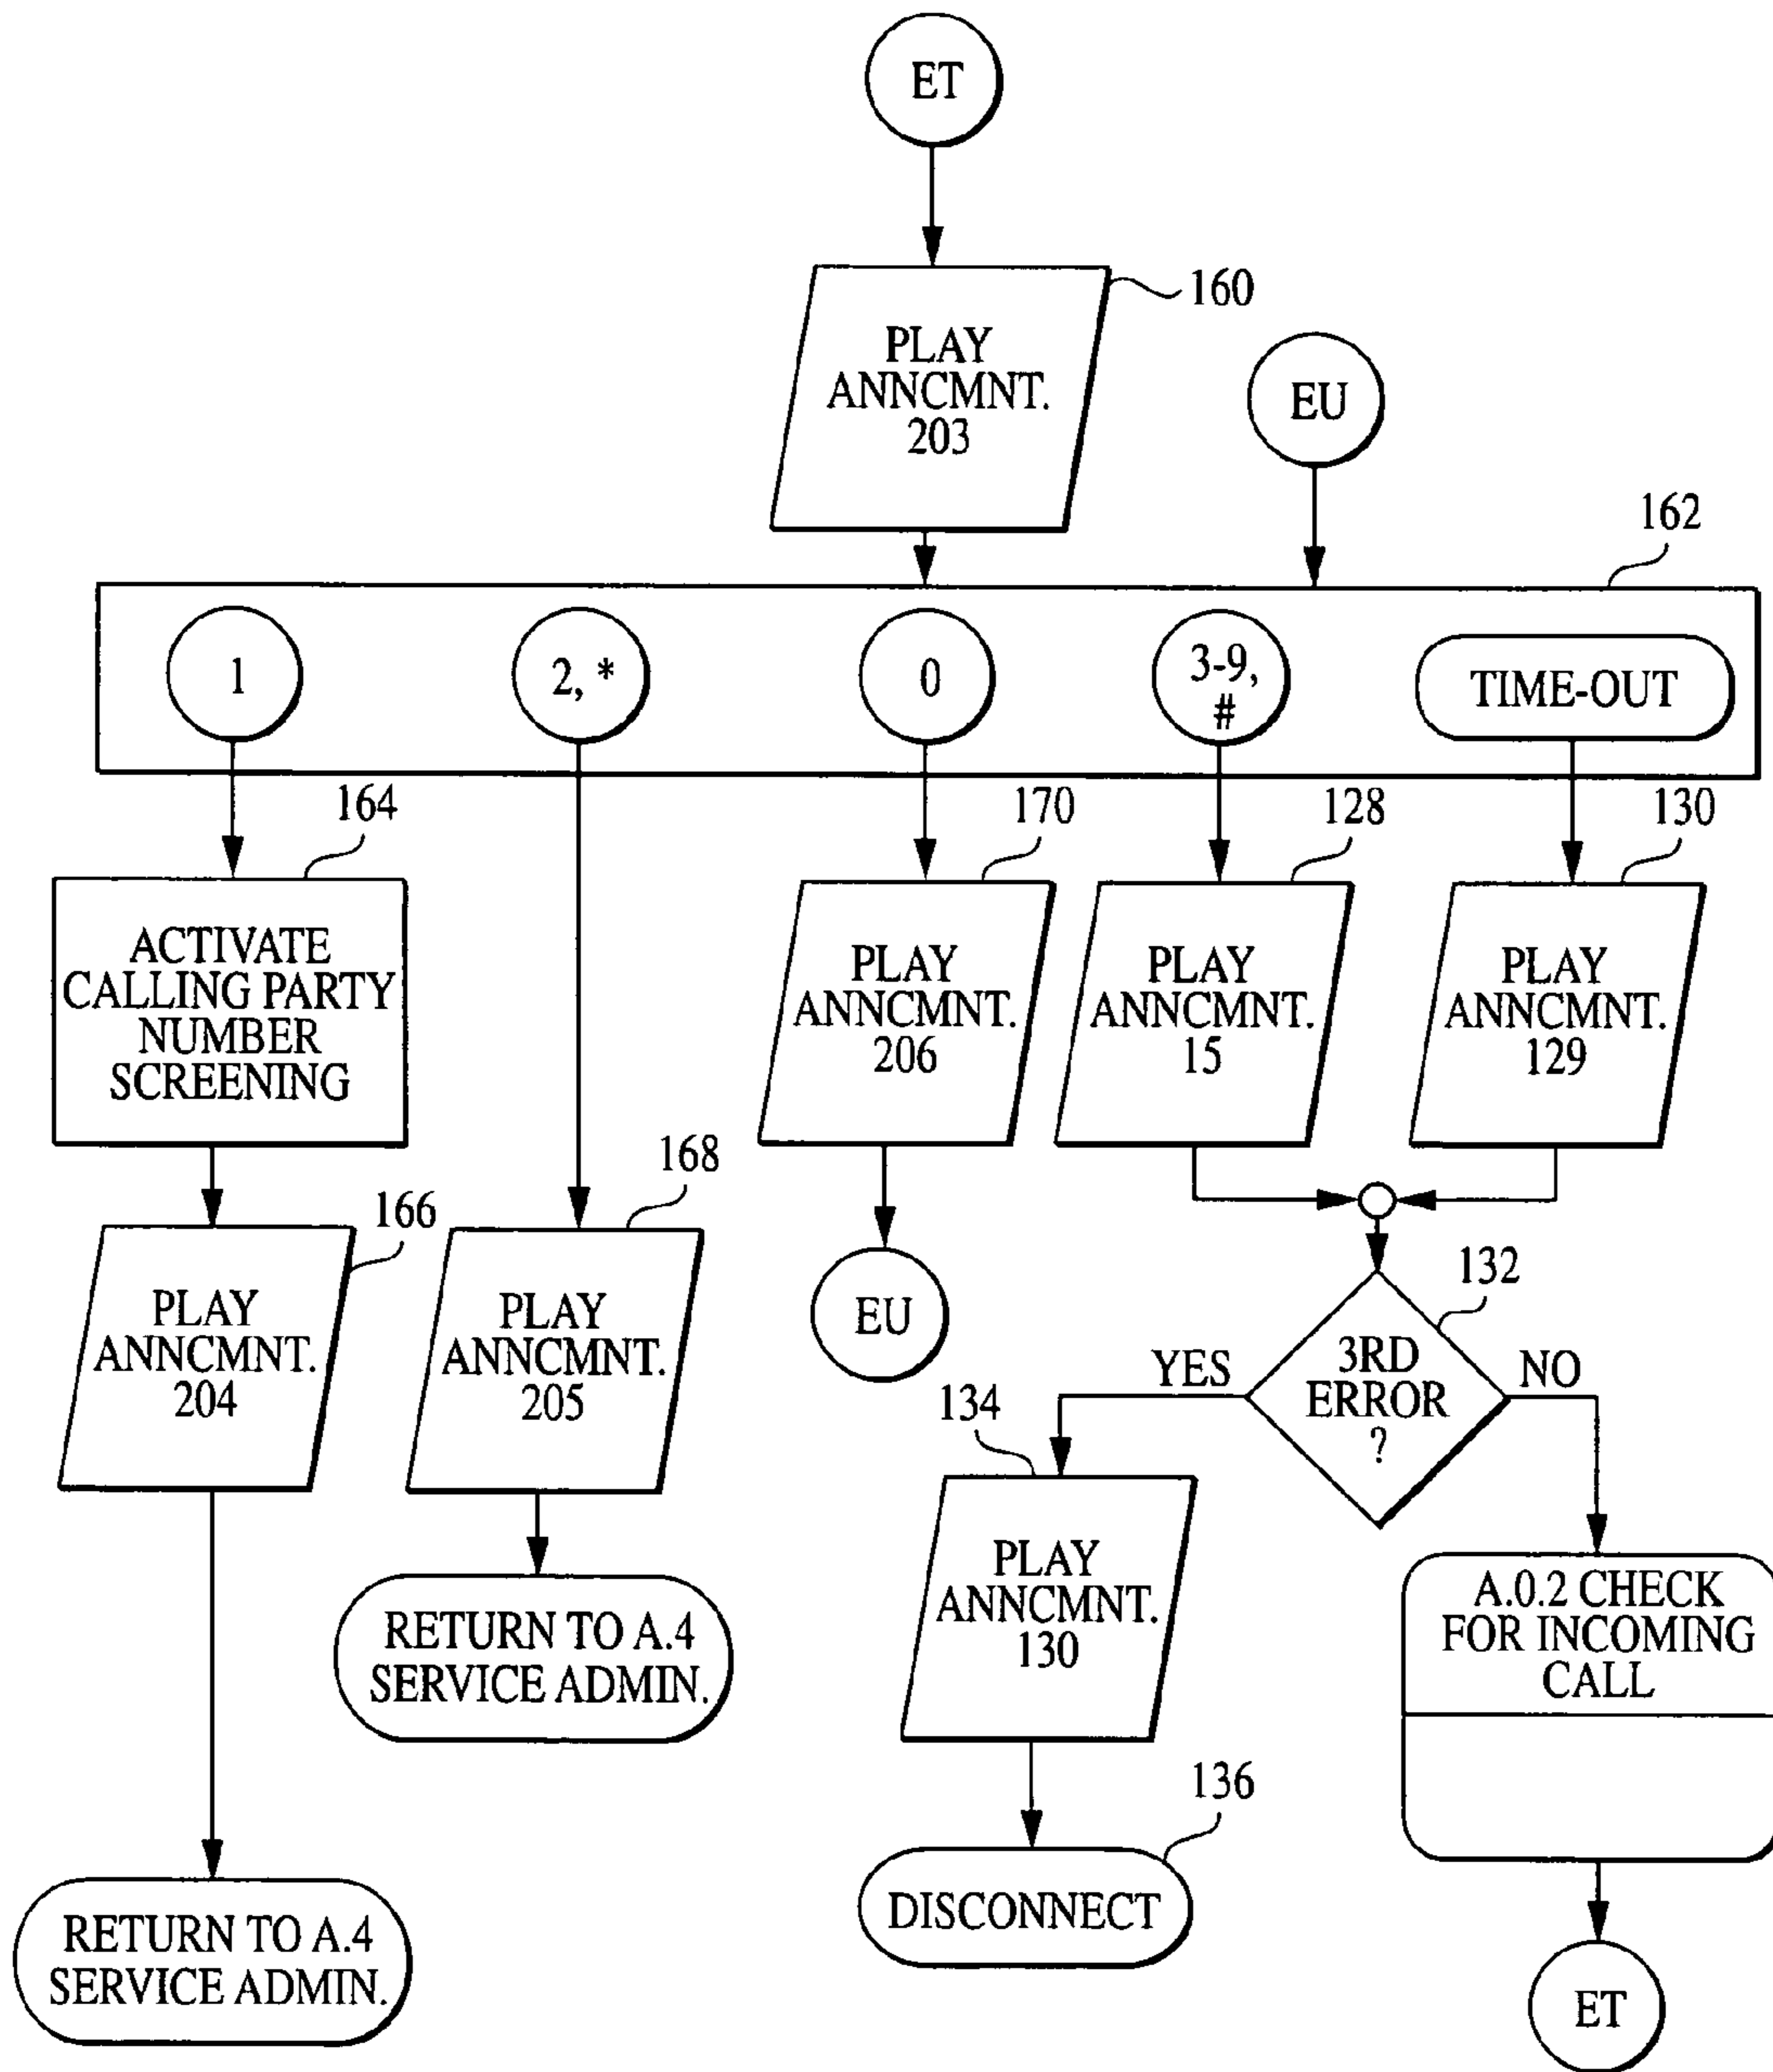 ET
160
PLAY
ANNCMNT.
203
EU
162
1
2, *
0
3-9,
#
TIME-OUT
164
170
128
130
ACTIVATE
CALLING PARTY
NUMBER
SCREENING
PLAY
ANNCMNT.
206
PLAY
ANNCMNT.
15
PLAY
ANNCMNT.
129
166
168
PLAY
ANNCMNT.
204
PLAY
ANNCMNT.
205
EU
132
YES
3RD
ERROR
?
NO
134
PLAY
ANNCMNT.
130
A.0.2 CHECK
FOR INCOMING
CALL
RETURN TO A.4
SERVICE ADMIN.
136
DISCONNECT
RETURN TO A.4
SERVICE ADMIN.
ET